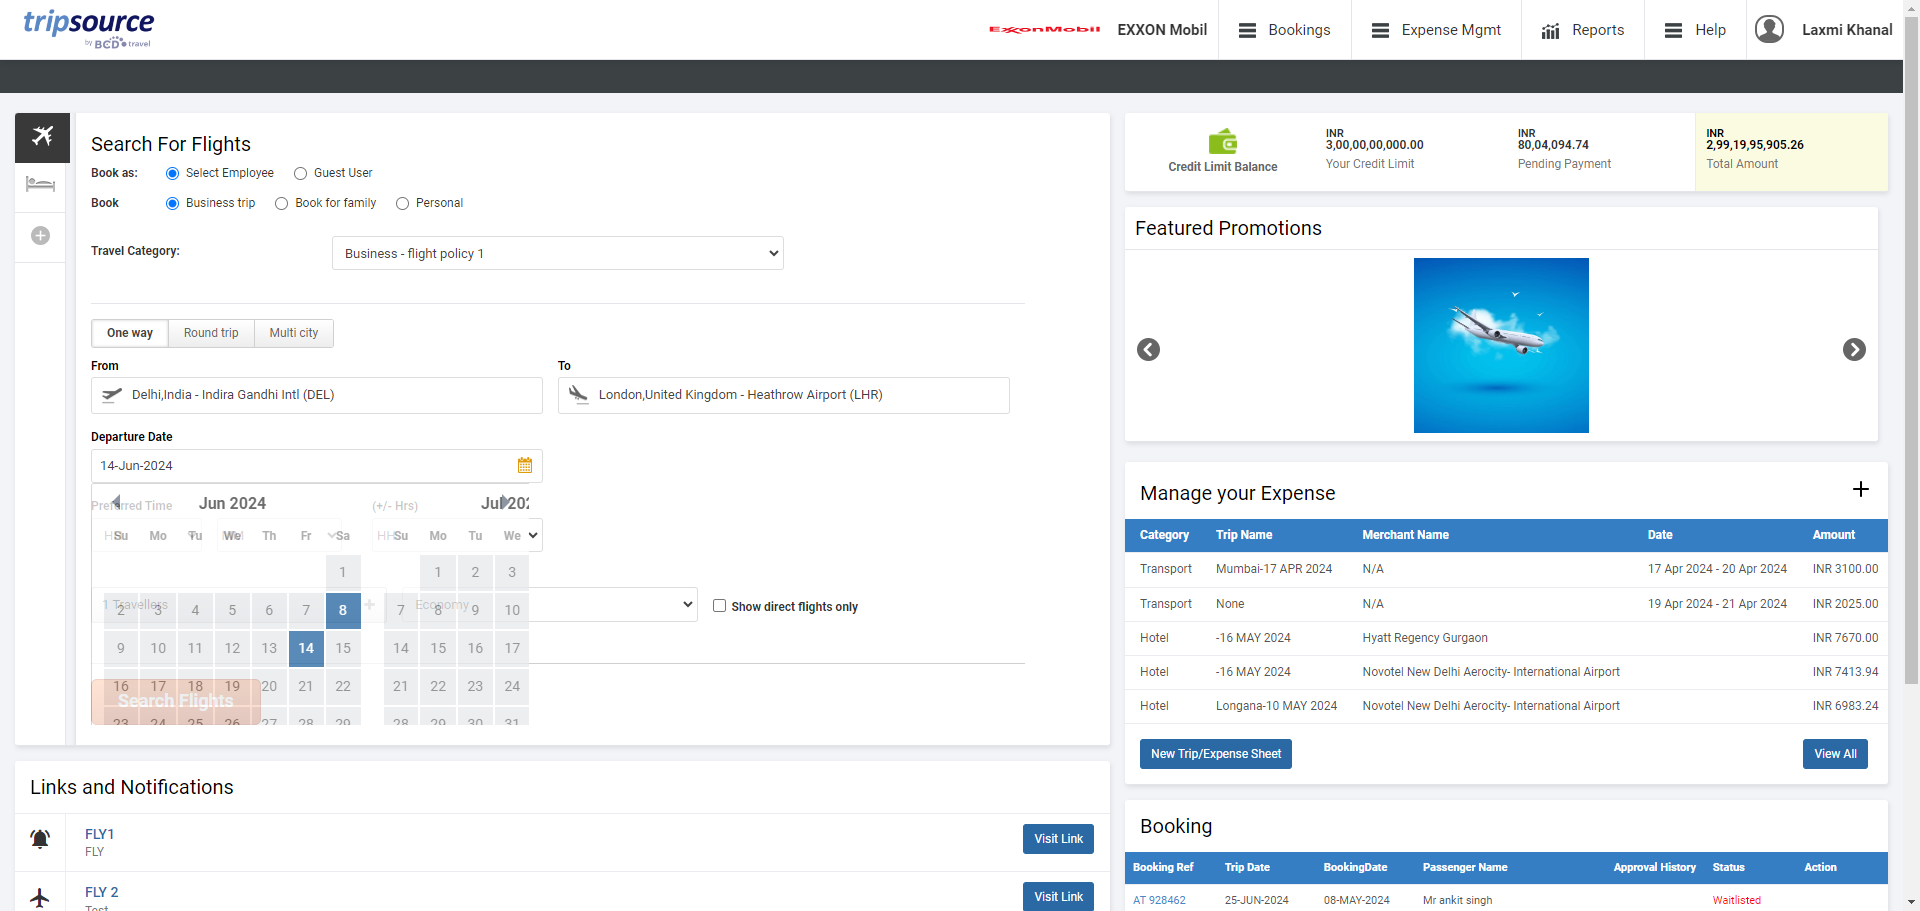 tripsource
by BCD travel
ExxonMobil
EXXON Mobil
Bookings
Expense Mgmt
Reports
Help
Laxmi Khanal
Search For Flights
Book as:
Select Employee
Guest User
Book
Business trip
Book for family
Personal
Travel Category:
Business - flight policy 1
One way
Round trip
Multi city
From
To
Delhi,India - Indira Gandhi Intl (DEL)
London,United Kingdom - Heathrow Airport (LHR)
Departure Date
14-Jun-2024
Preferred Time
(+/- Hrs)
Jun 2024
Su Mo Tu We Th Fr Sa
1
2 3 4 5 6 7 8
9 10 11 12 13 14 15
16 17 18 19 20 21 22
23 24 25 26 27 28 29
Su Mo Tu We
1 2 3
7 8 9 10
14 15 16 17
21 22 23 24
28 29 30 31
1 Travellers
Economy
Show direct flights only
Search Flights
Links and Notifications
FLY1
FLY
Visit Link
FLY 2
Test
Visit Link
Credit Limit Balance
INR
3,00,00,00,000.00
Your Credit Limit
INR
80,04,094.74
Pending Payment
INR
2,99,19,95,905.26
Total Amount
Featured Promotions
Manage your Expense
Category Trip Name Merchant Name Date Amount
Transport Mumbai-17 APR 2024 N/A 17 Apr 2024 - 20 Apr 2024 INR 3100.00
Transport None N/A 19 Apr 2024 - 21 Apr 2024 INR 2025.00
Hotel -16 MAY 2024 Hyatt Regency Gurgaon INR 7670.00
Hotel -16 MAY 2024 Novotel New Delhi Aerocity- International Airport INR 7413.94
Hotel Longana-10 MAY 2024 Novotel New Delhi Aerocity- International Airport INR 6983.24
New Trip/Expense Sheet
View All
Booking
Booking Ref Trip Date BookingDate Passenger Name Approval History Status Action
AT 928462 25-JUN-2024 08-MAY-2024 Mr ankit singh Waitlisted